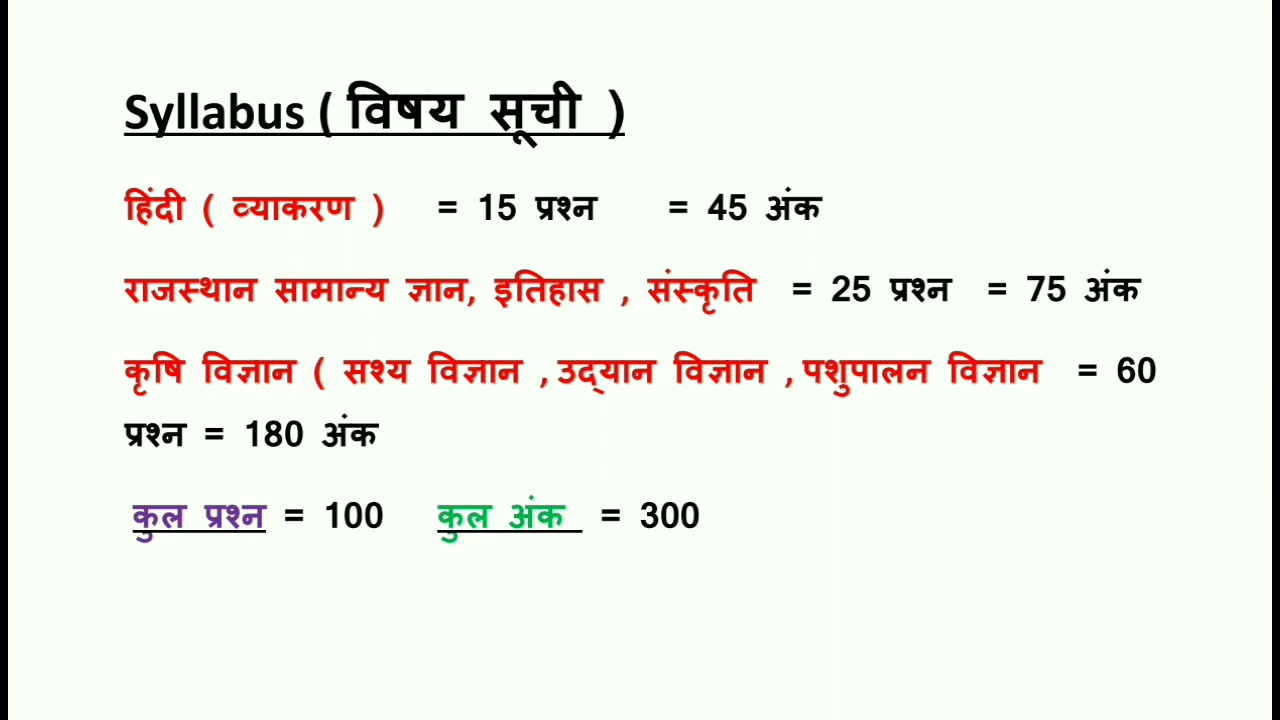 Syllabus ( विषय सूची )
हिंदी ( व्याकरण ) = 15 प्रश्न = 45 अंक
राजस्थान सामान्य ज्ञान, इतिहास , संस्कृति = 25 प्रश्न = 75 अंक
कृषि विज्ञान ( सश्य विज्ञान , उद्यान विज्ञान , पशुपालन विज्ञान = 60
प्रश्न = 180 अंक
कुल प्रश्न = 100 कुल अंक = 300